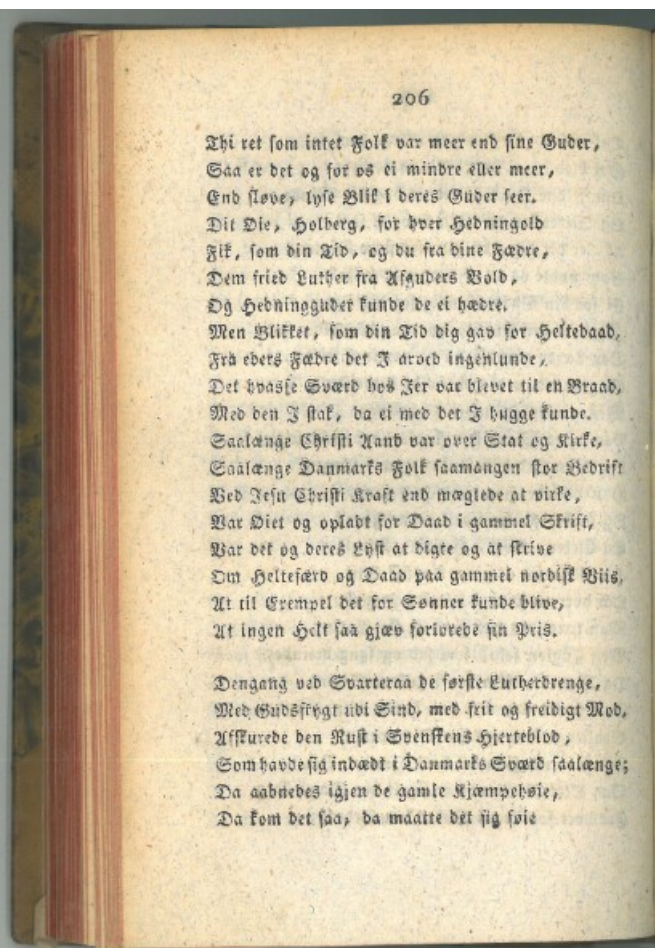 206
Thi ret som intet Folk var meer end sine Guder,
Saa er det og for os ei mindre eller meer,
End sløve, lyse Blik i deres Guder seer.
Dit Øie, Holberg, for hver Hedningold
Fik, som din Tid, og du fra dine Fædre,
Dem fried Luther fra Afguders Vold,
Og Hedningguder kunde de ei hædre.
Men Blikket, som din Tid dig gav for Heltedaad,
Fra eders Fædre det I arved ingenlunde,
Det hvasse Sværd hos Jer var blevet til en Braad,
Med den I stak, da ei med det I hugge kunde.
Saalænge Christi Aand var over Stat og Kirke,
Saalænge Danmarks Folk saamangen stor Bedrift
Ved Jesu Christi Kraft end mæglede at virke,
Var Øiet og opladt for Daad i gammel Skrift,
Var det og deres Lyst at digte og at skrive
Om Heltefærd og Daad paa gammel nordisk Viis,
At til Exempel det for Sønner kunde blive,
At ingen Helt saa gjæv forlorede sin Pris.
Dengang ved Svarteraa de første Lutherdrenge,
Med Gudsfrygt udi Sind, med frit og freidigt Mod,
Afskurede den Rust i Svenskens Hjerteblod,
Som havde sig indædt i Danmarks Sværd saalænge;
Da aabnedes igjen de gamle Kjæmpehøie,
Da kom det saa, da maatte det sig føie